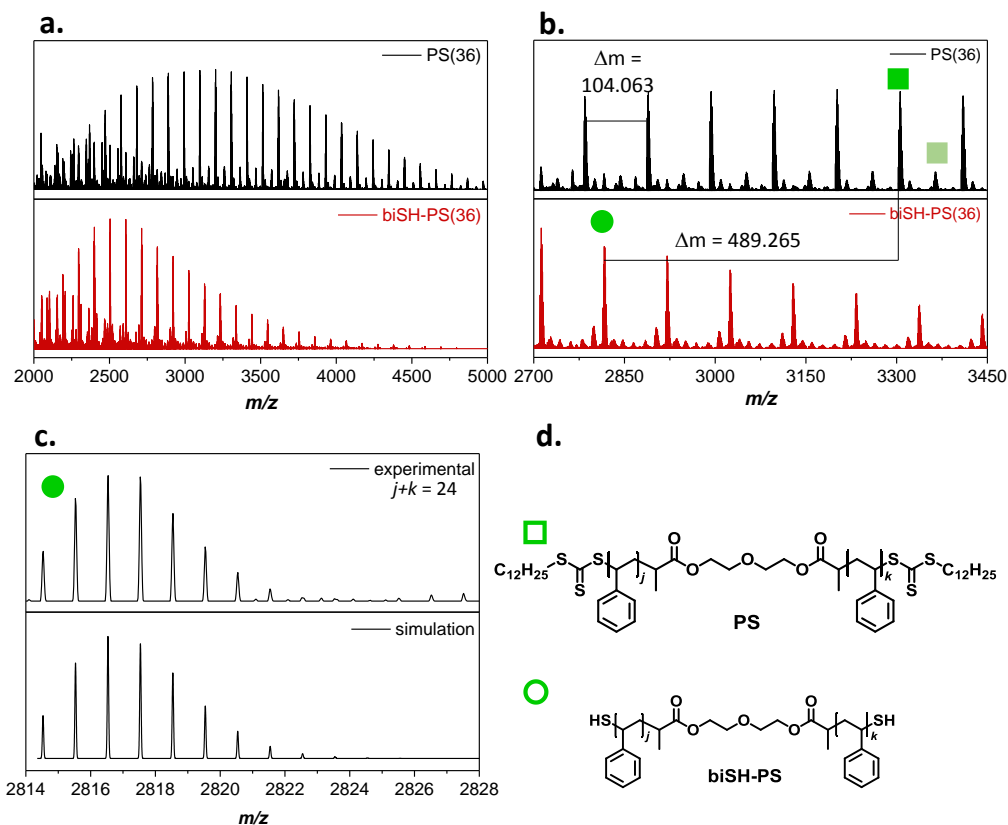 a.
PS(36)
biSH-PS(36)
2000 2500 3000 3500 4000 4500 5000
m/z
b.
PS(36)
Δm =
104.063
biSH-PS(36)
Δm = 489.265
2700 2850 3000 3150 3300 3450
m/z
c.
experimental
j+k = 24
simulation
2814 2816 2818 2820 2822 2824 2826 2828
m/z
d.
O O
C12H25 S S S j O O O k S S S C12H25
PS
O O
HS j O O O k SH
biSH-PS